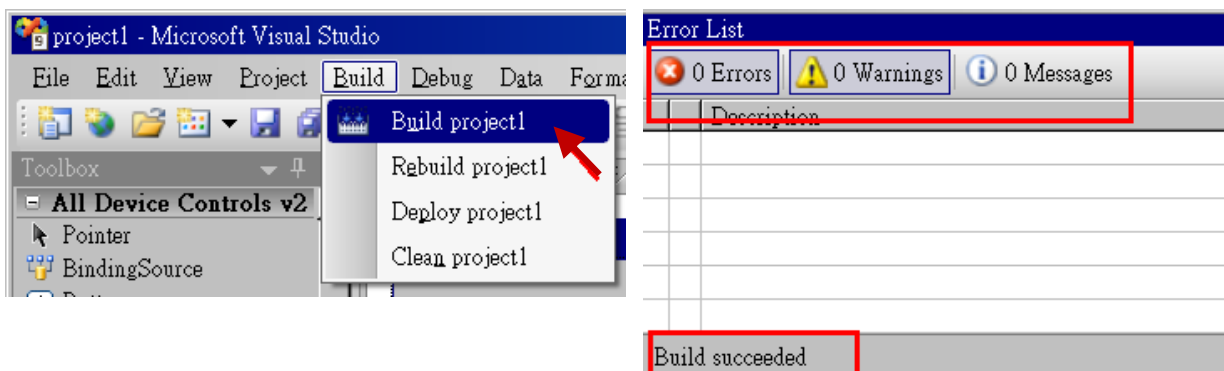 project1 - Microsoft Visual Studio
File Edit View Project Build Debug Data Forma
Build project1
Rebuild project1
Deploy project1
Clean project1
Toolbox
All Device Controls v2
Pointer
BindingSource
Error List
0 Errors 0 Warnings 0 Messages
Description
Build succeeded